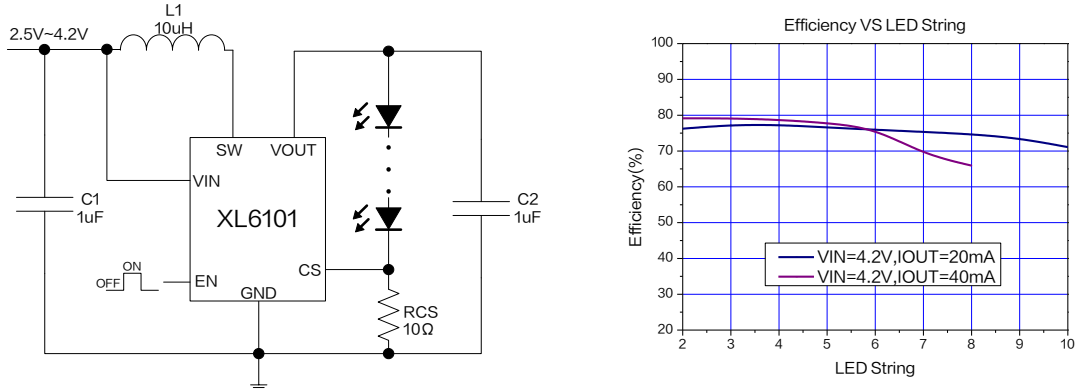 L1
10uH
2.5V~4.2V
SW
VOUT
VIN
C1
1uF
XL6101
C2
1uF
CS
ON
OFF
EN
GND
RCS
10Ω
Efficiency VS LED String
Efficiency(%)
100
90
80
70
60
50
40
30
20
VIN=4.2V,IOUT=20mA
VIN=4.2V,IOUT=40mA
2 3 4 5 6 7 8 9 10
LED String